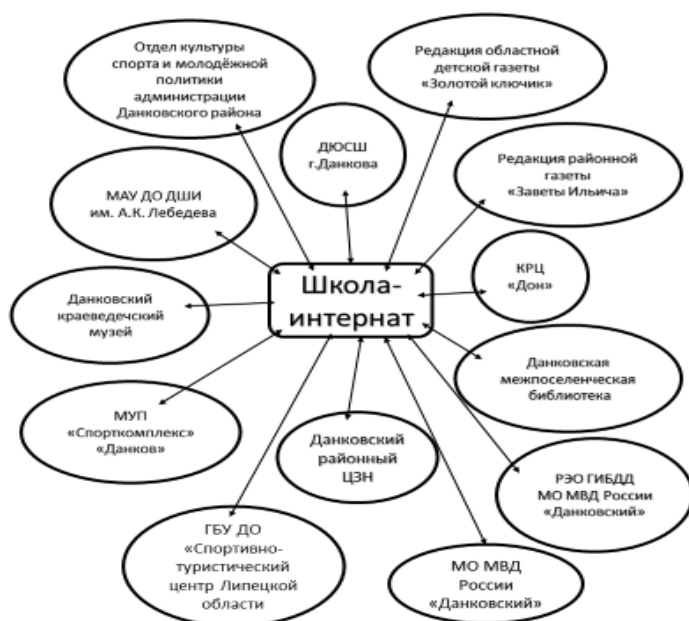 Отдел культуры
спорта и молодёжной
политики
администрации
Данковского района
Редакция областной
детской газеты
«Золотой ключик»
ДЮСШ
г.Данкова
Редакция районной
газеты
«Заветы Ильича»
МАУ ДО ДШИ
им. А.К. Лебедева
Школа-
интернат
КРЦ
«Дон»
Данковский
краеведечский
музей
Данковская
межпоселенческая
библиотека
МУП
«Спорткомплекс»
«Данков»
Данковский
районный
ЦЗН
РЭО ГИБДД
МО МВД России
«Данковский»
ГБУ ДО
«Спортивно-
туристический
центр Липецкой
области
МО МВД
России
«Данковский»